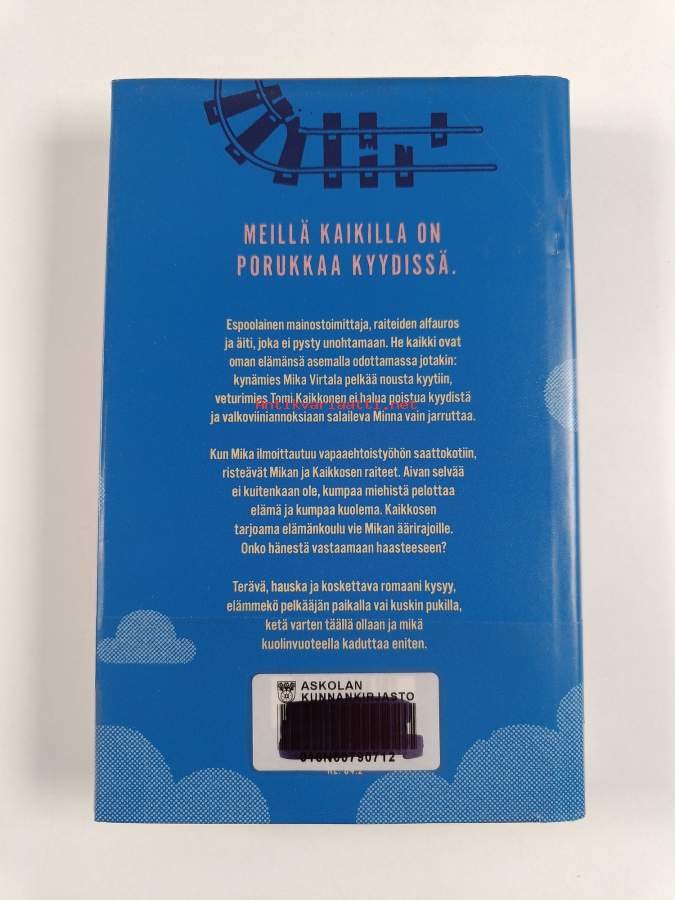 MEILLÄ KAIKILLA ON
PORUKKAA KYYDISSÄ.
Espoolainen mainostoimittaja, raiteiden alfauros
ja äiti, joka ei pysty unohtamaan. He kaikki ovat
oman elämänsä asemalla odottamassa jotakin:
kynämies Mika Virtala pelkää nousta kyytiin,
veturimies Tomi Kaikkonen ei halua poistua kyydistä
Antikvariaatti.net
ja valkoviiniannoksiaan salaileva Minna vain jarruttaa.
Kun Mika ilmoittautuu vapaaehtoistyöhön saattokotiin,
risteävät Mikan ja Kaikkosen raiteet. Aivan selvää
ei kuitenkaan ole, kumpaa miehistä pelottaa
elämä ja kumpaa kuolema. Kaikkosen
tarjoama elämänkoulu vie Mikan äärirajoille.
Onko hänestä vastaamaan haasteeseen?
Terävä, hauska ja koskettava romaani kysyy,
elämmekö pelkääjän paikalla vai kuskin pukilla,
ketä varten täällä ollaan ja mikä
kuolinvuoteella kaduttaa eniten.
ASKOLAN
KUNNANKIRJASTO
016N00790712
KL. 84.2